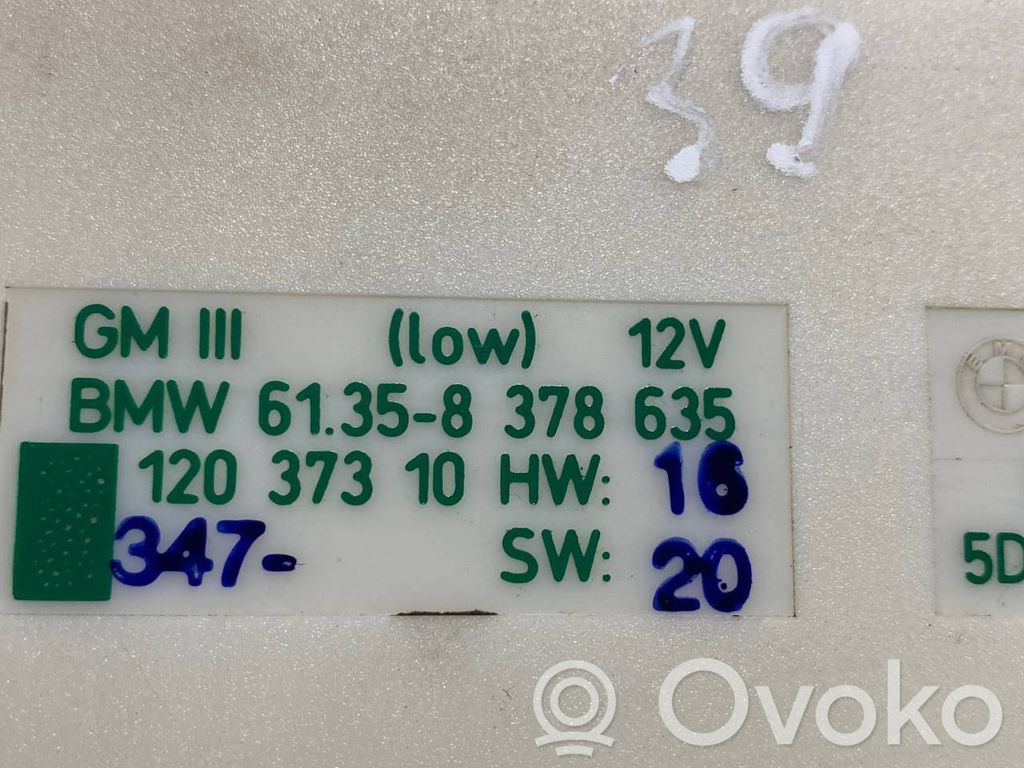 39
GM III (low) 12V
BMW 61.35-8 378 635
120 373 10 HW: 16
347- SW: 20
5D
Ovoko